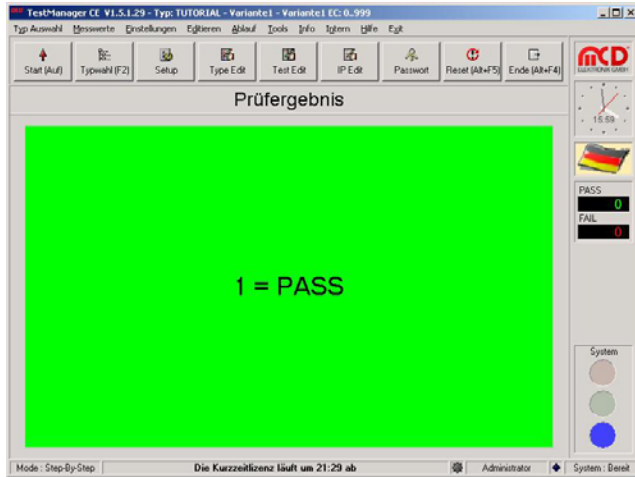 TestManager CE V1.5.1.29 - Typ: TUTORIAL - Variante1 - Variante1 EC: 0..999
Typ Auswahl Messwerte Einstellungen Editieren Ablauf Tools Info Intern Hilfe Exit
Start (Auf) Typwahl (F2) Setup Type Edit Test Edit IP Edit Passwort Reset (Alt+F5) Ende (Alt+F4)
mCD
ELEKTRONIK GMBH
Prüfergebnis
15:59
PASS
0
FAIL
0
1 = PASS
System
Mode : Step-By-Step Die Kurzzeitlizenz läuft um 21:29 ab Administrator System : Bereit